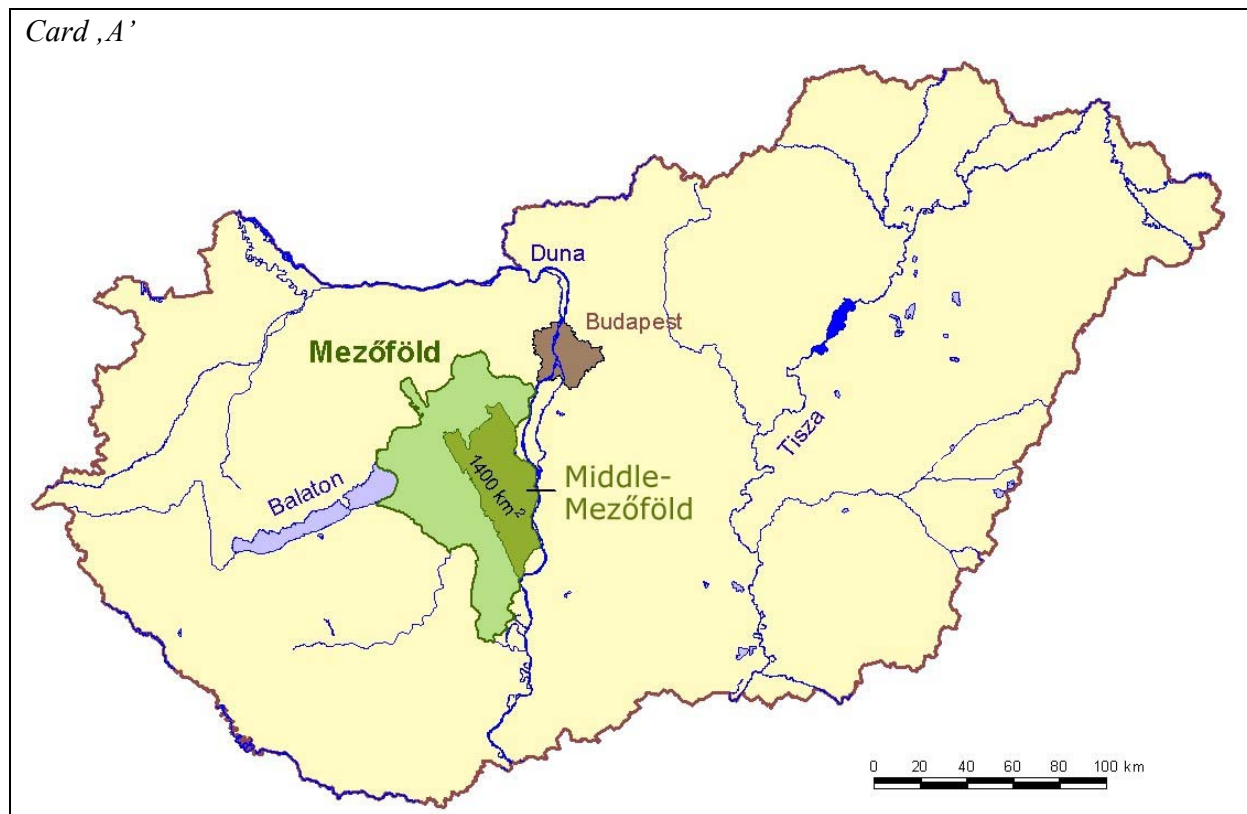 Card ‚A’
Duna
Budapest
Mezőföld
Tisza
Balaton
1400 km²
Middle-
Mezőföld
0 20 40 60 80 100 km